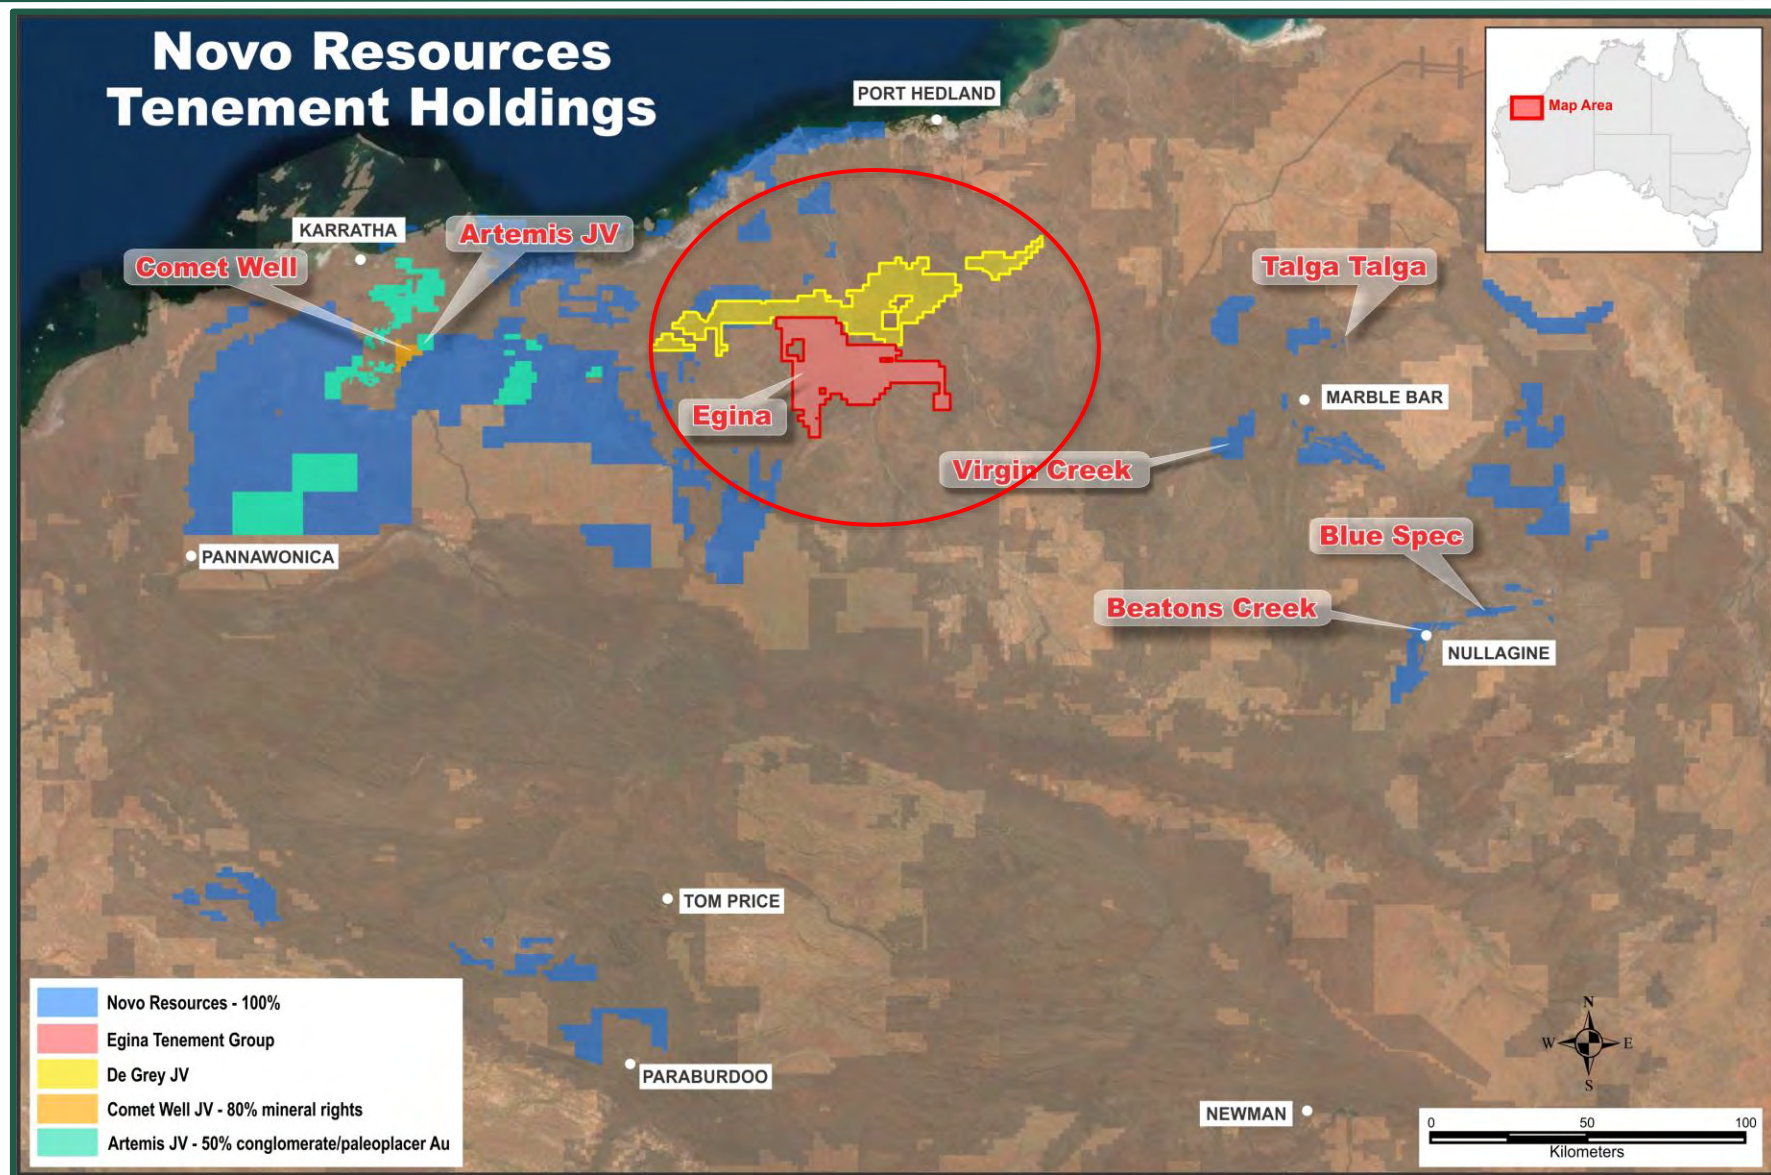 Novo Resources
Tenement Holdings
PORT HEDLAND
Map Area
KARRATHA
Artemis JV
Comet Well
Talga Talga
Egina
MARBLE BAR
Virgin Creek
PANNAWONICA
Blue Spec
Beatons Creek
NULLAGINE
TOM PRICE
PARABURDOO
NEWMAN
Novo Resources - 100%
Egina Tenement Group
De Grey JV
Comet Well JV - 80% mineral rights
Artemis JV - 50% conglomerate/paleoplacer Au
N
W E
S
0 50 100
Kilometers